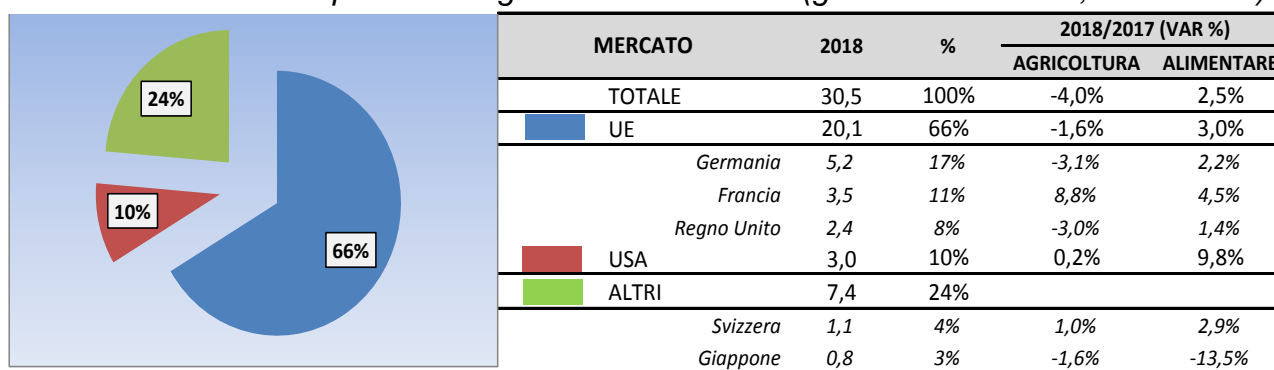 24%
10%
66%
MERCATO 2018 % 2018/2017 (VAR %)
AGRICOLTURA ALIMENTARE
TOTALE 30,5 100% -4,0% 2,5%
UE 20,1 66% -1,6% 3,0%
Germania 5,2 17% -3,1% 2,2%
Francia 3,5 11% 8,8% 4,5%
Regno Unito 2,4 8% -3,0% 1,4%
USA 3,0 10% 0,2% 9,8%
ALTRI 7,4 24%
Svizzera 1,1 4% 1,0% 2,9%
Giappone 0,8 3% -1,6% -13,5%